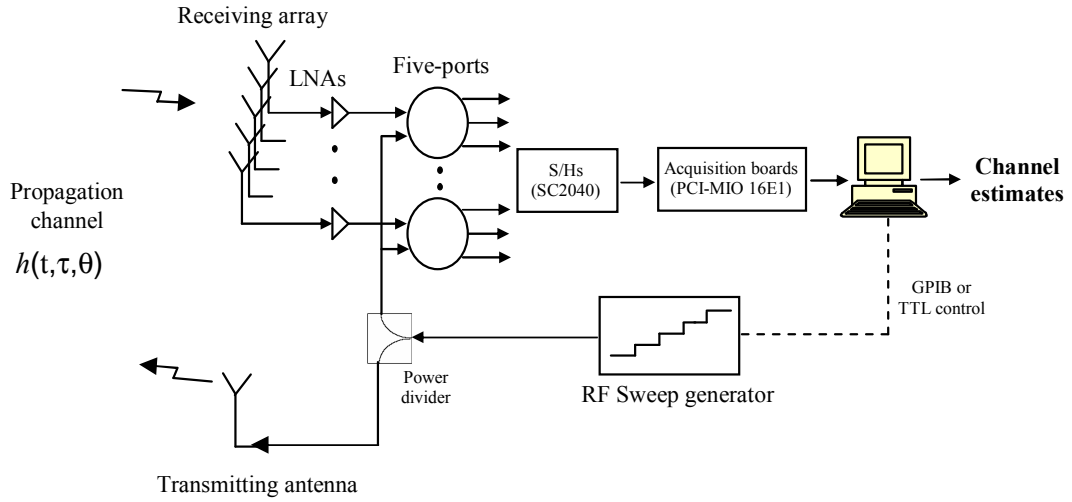 Receiving array
LNAs
Five-ports
S/Hs
(SC2040)
Acquisition boards
(PCI-MIO 16E1)
Channel
estimates
Propagation
channel
h(t,τ,θ)
GPIB or
TTL control
Power
divider
RF Sweep generator
Transmitting antenna